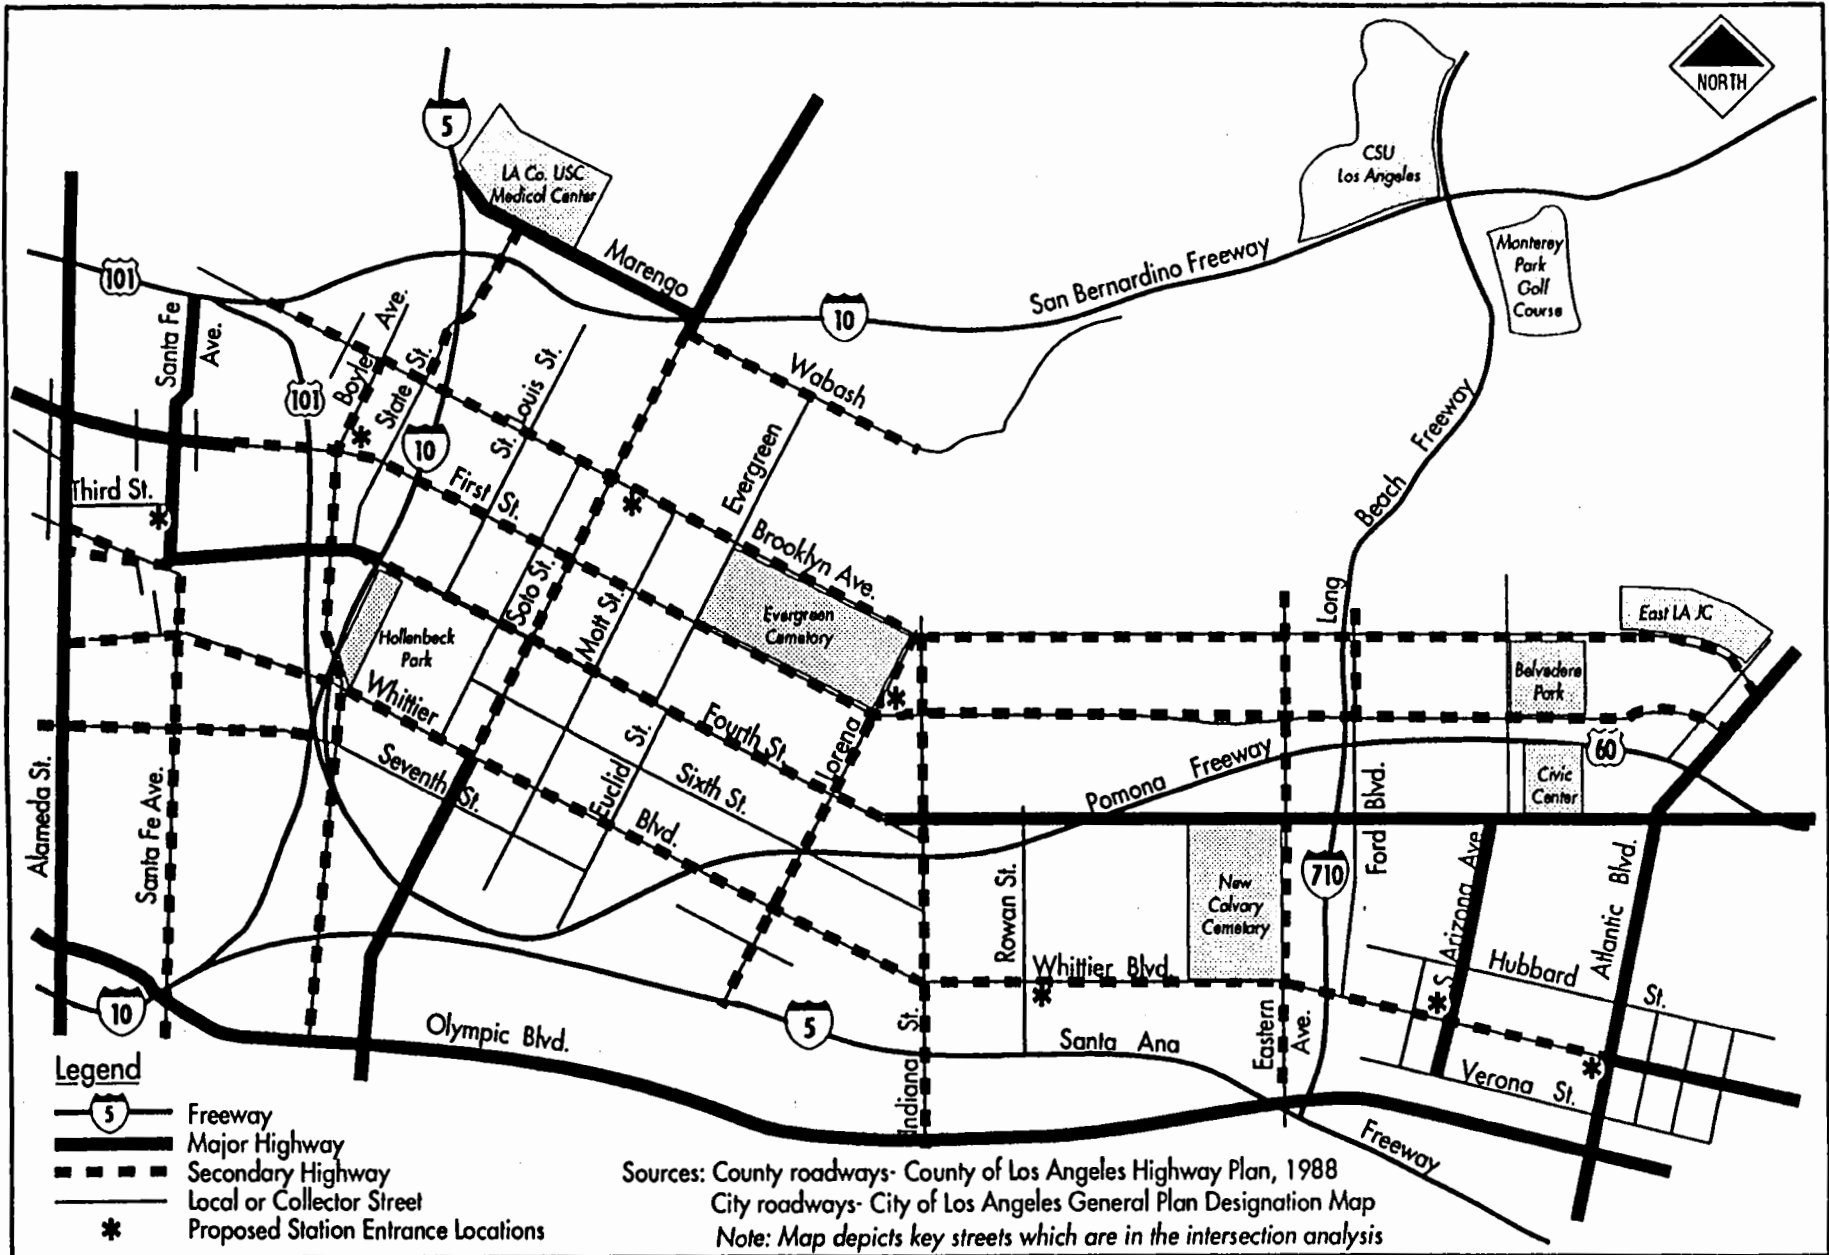 NORTH
5
LA Co. USC
Medical Center
CSU
Los Angeles
Marengo
Monterey
Park
Golf
Course
San Bernardino Freeway
101
10
Santa Fe
Ave.
Boyle
Ave.
State
St.
St. Louis St.
Wabash
101
10
Evergreen
Beach Freeway
Long
First St.
Third St.
Brooklyn Ave.
Soto St.
Mott St.
Evergreen
Cemetery
East LA JC
Hollenbeck
Park
Belvedere
Park
Whittier
Blvd.
Fourth St.
Lorena
60
Seventh St.
Euclid
St.
Sixth St.
Pomona Freeway
Civic
Center
Ford Blvd.
Alameda St.
Santa Fe Ave.
710
Rowan St.
New
Calvary
Cemetary
S. Arizona Ave
Atlantic Blvd.
Whittier Blvd.
Hubbard St.
10
Olympic Blvd.
5
Indiana St.
Santa Ana
Eastern
Ave.
Verona St.
Freeway
Legend
5 Freeway
Major Highway
Secondary Highway
Local or Collector Street
* Proposed Station Entrance Locations
Sources: County roadways- County of Los Angeles Highway Plan, 1988
City roadways- City of Los Angeles General Plan Designation Map
Note: Map depicts key streets which are in the intersection analysis